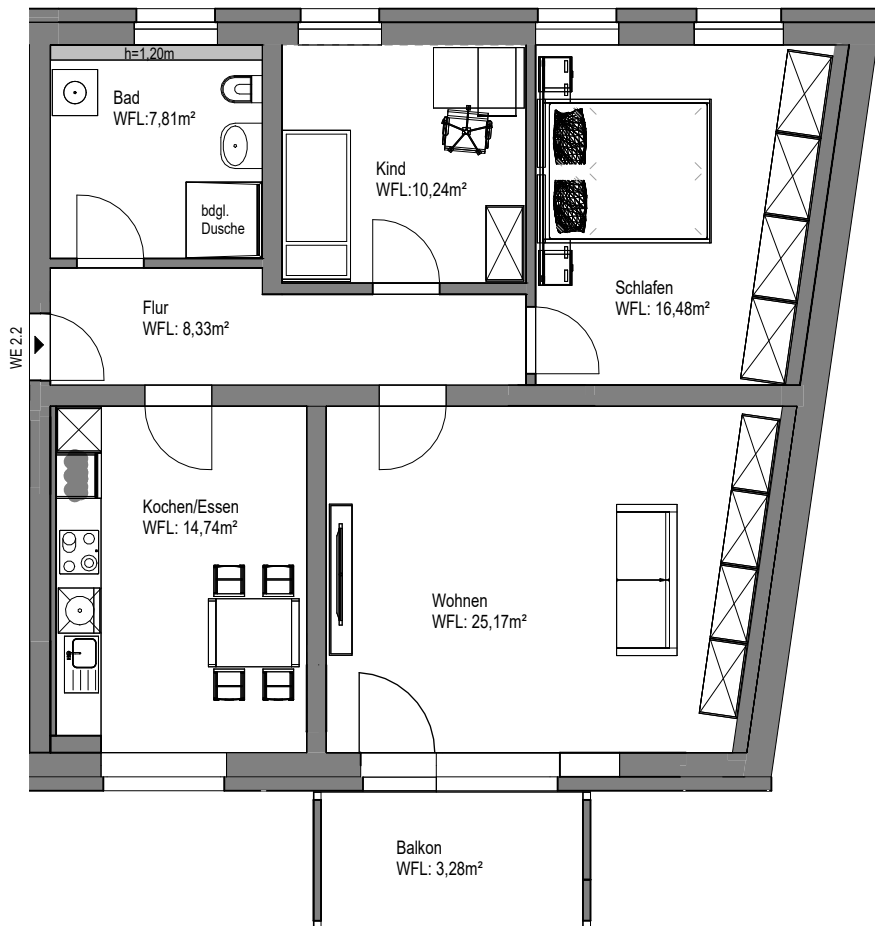 h=1,20m
Bad
WFL:7,81m²
Kind
WFL:10,24m²
bdgl.
Dusche
Schlafen
WFL: 16,48m²
Flur
WFL: 8,33m²
WE 2.2
Kochen/Essen
WFL: 14,74m²
Wohnen
WFL: 25,17m²
Balkon
WFL: 3,28m²